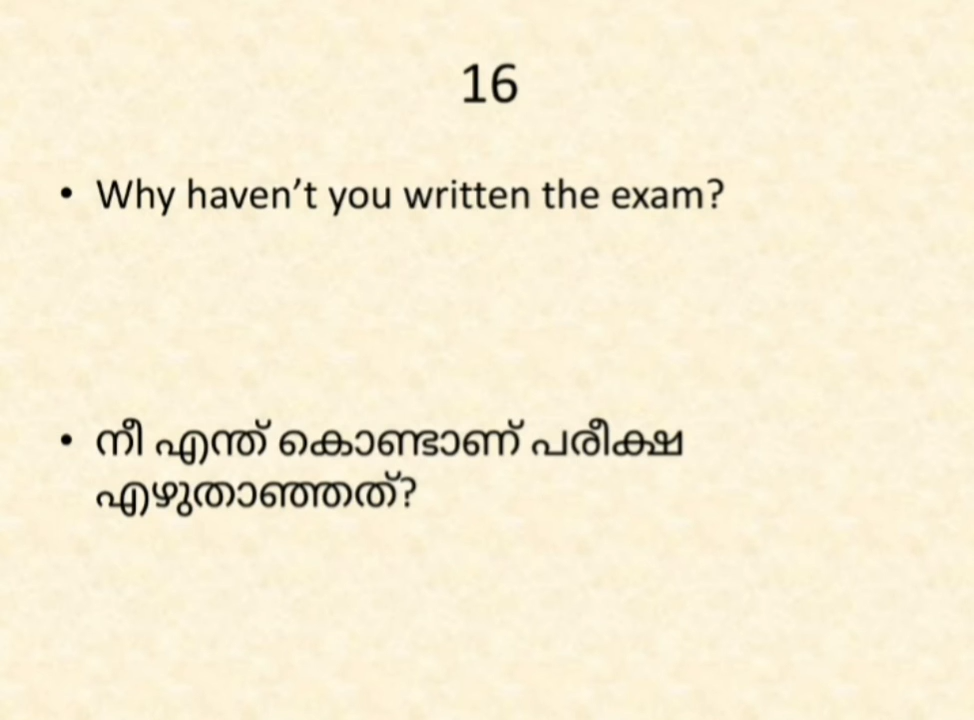 16
• Why haven’t you written the exam?
• നീ എന്ത് കൊണ്ടാണ് പരീക്ഷ
എഴുതാഞ്ഞത്?